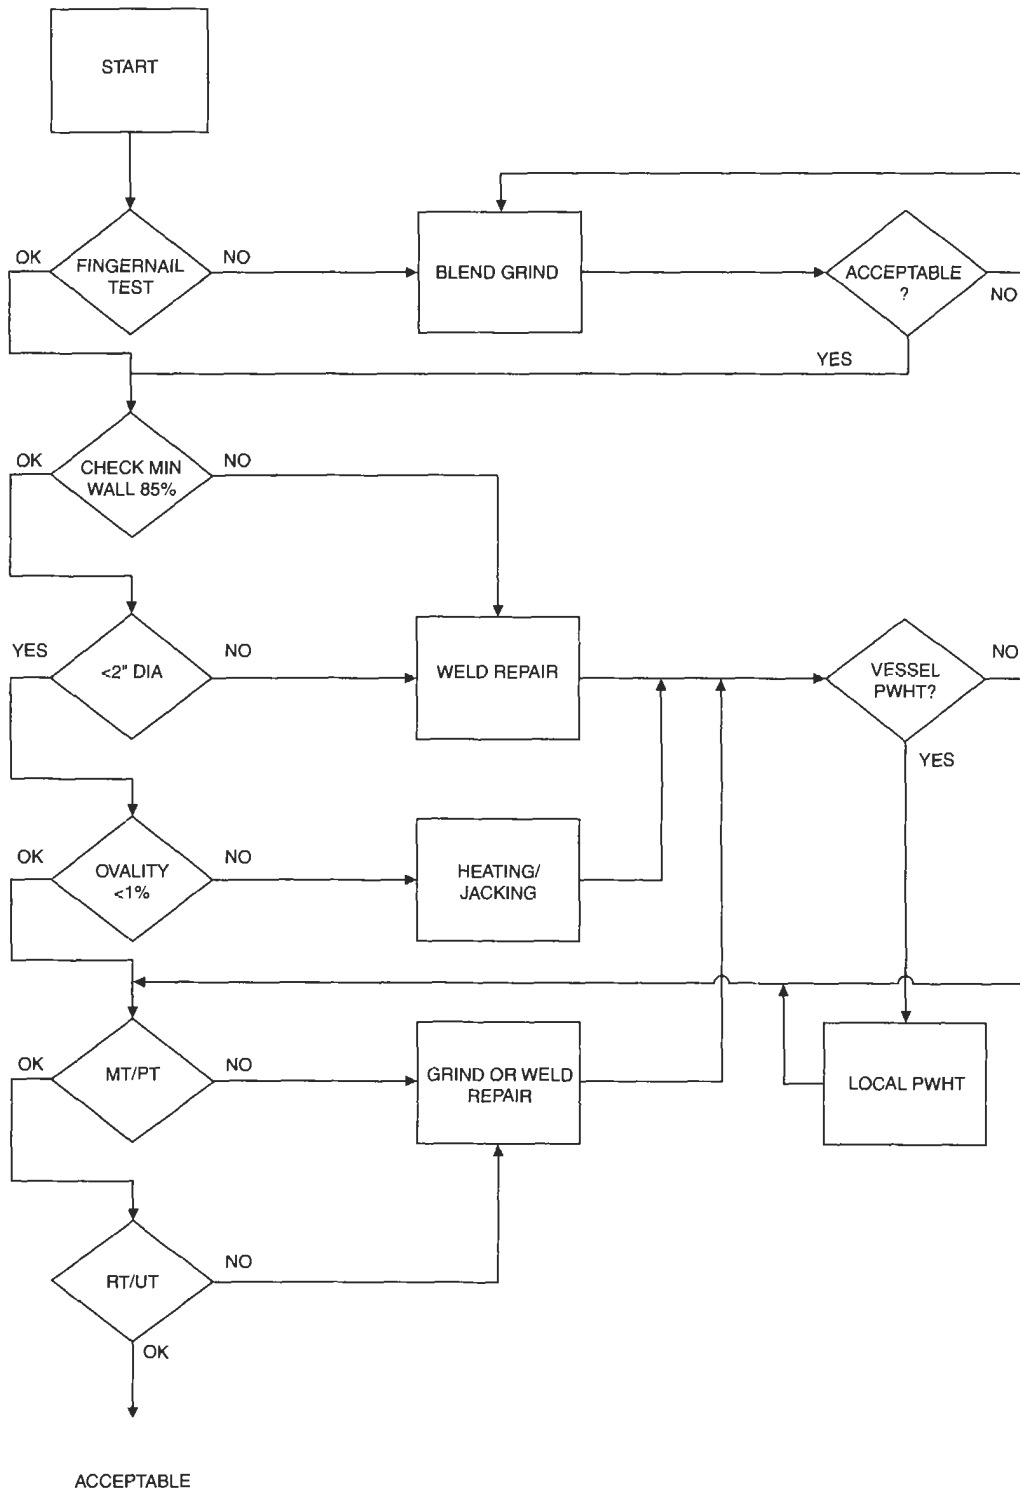 START
OK
FINGERNAIL
TEST
NO
BLEND GRIND
ACCEPTABLE
?
NO
YES
OK
CHECK MIN
WALL 85%
NO
YES
<2" DIA
NO
WELD REPAIR
VESSEL
PWHT?
NO
YES
OK
OVALITY
<1%
NO
HEATING/
JACKING
OK
MT/PT
NO
GRIND OR WELD
REPAIR
LOCAL PWHT
RT/UT
NO
OK
ACCEPTABLE